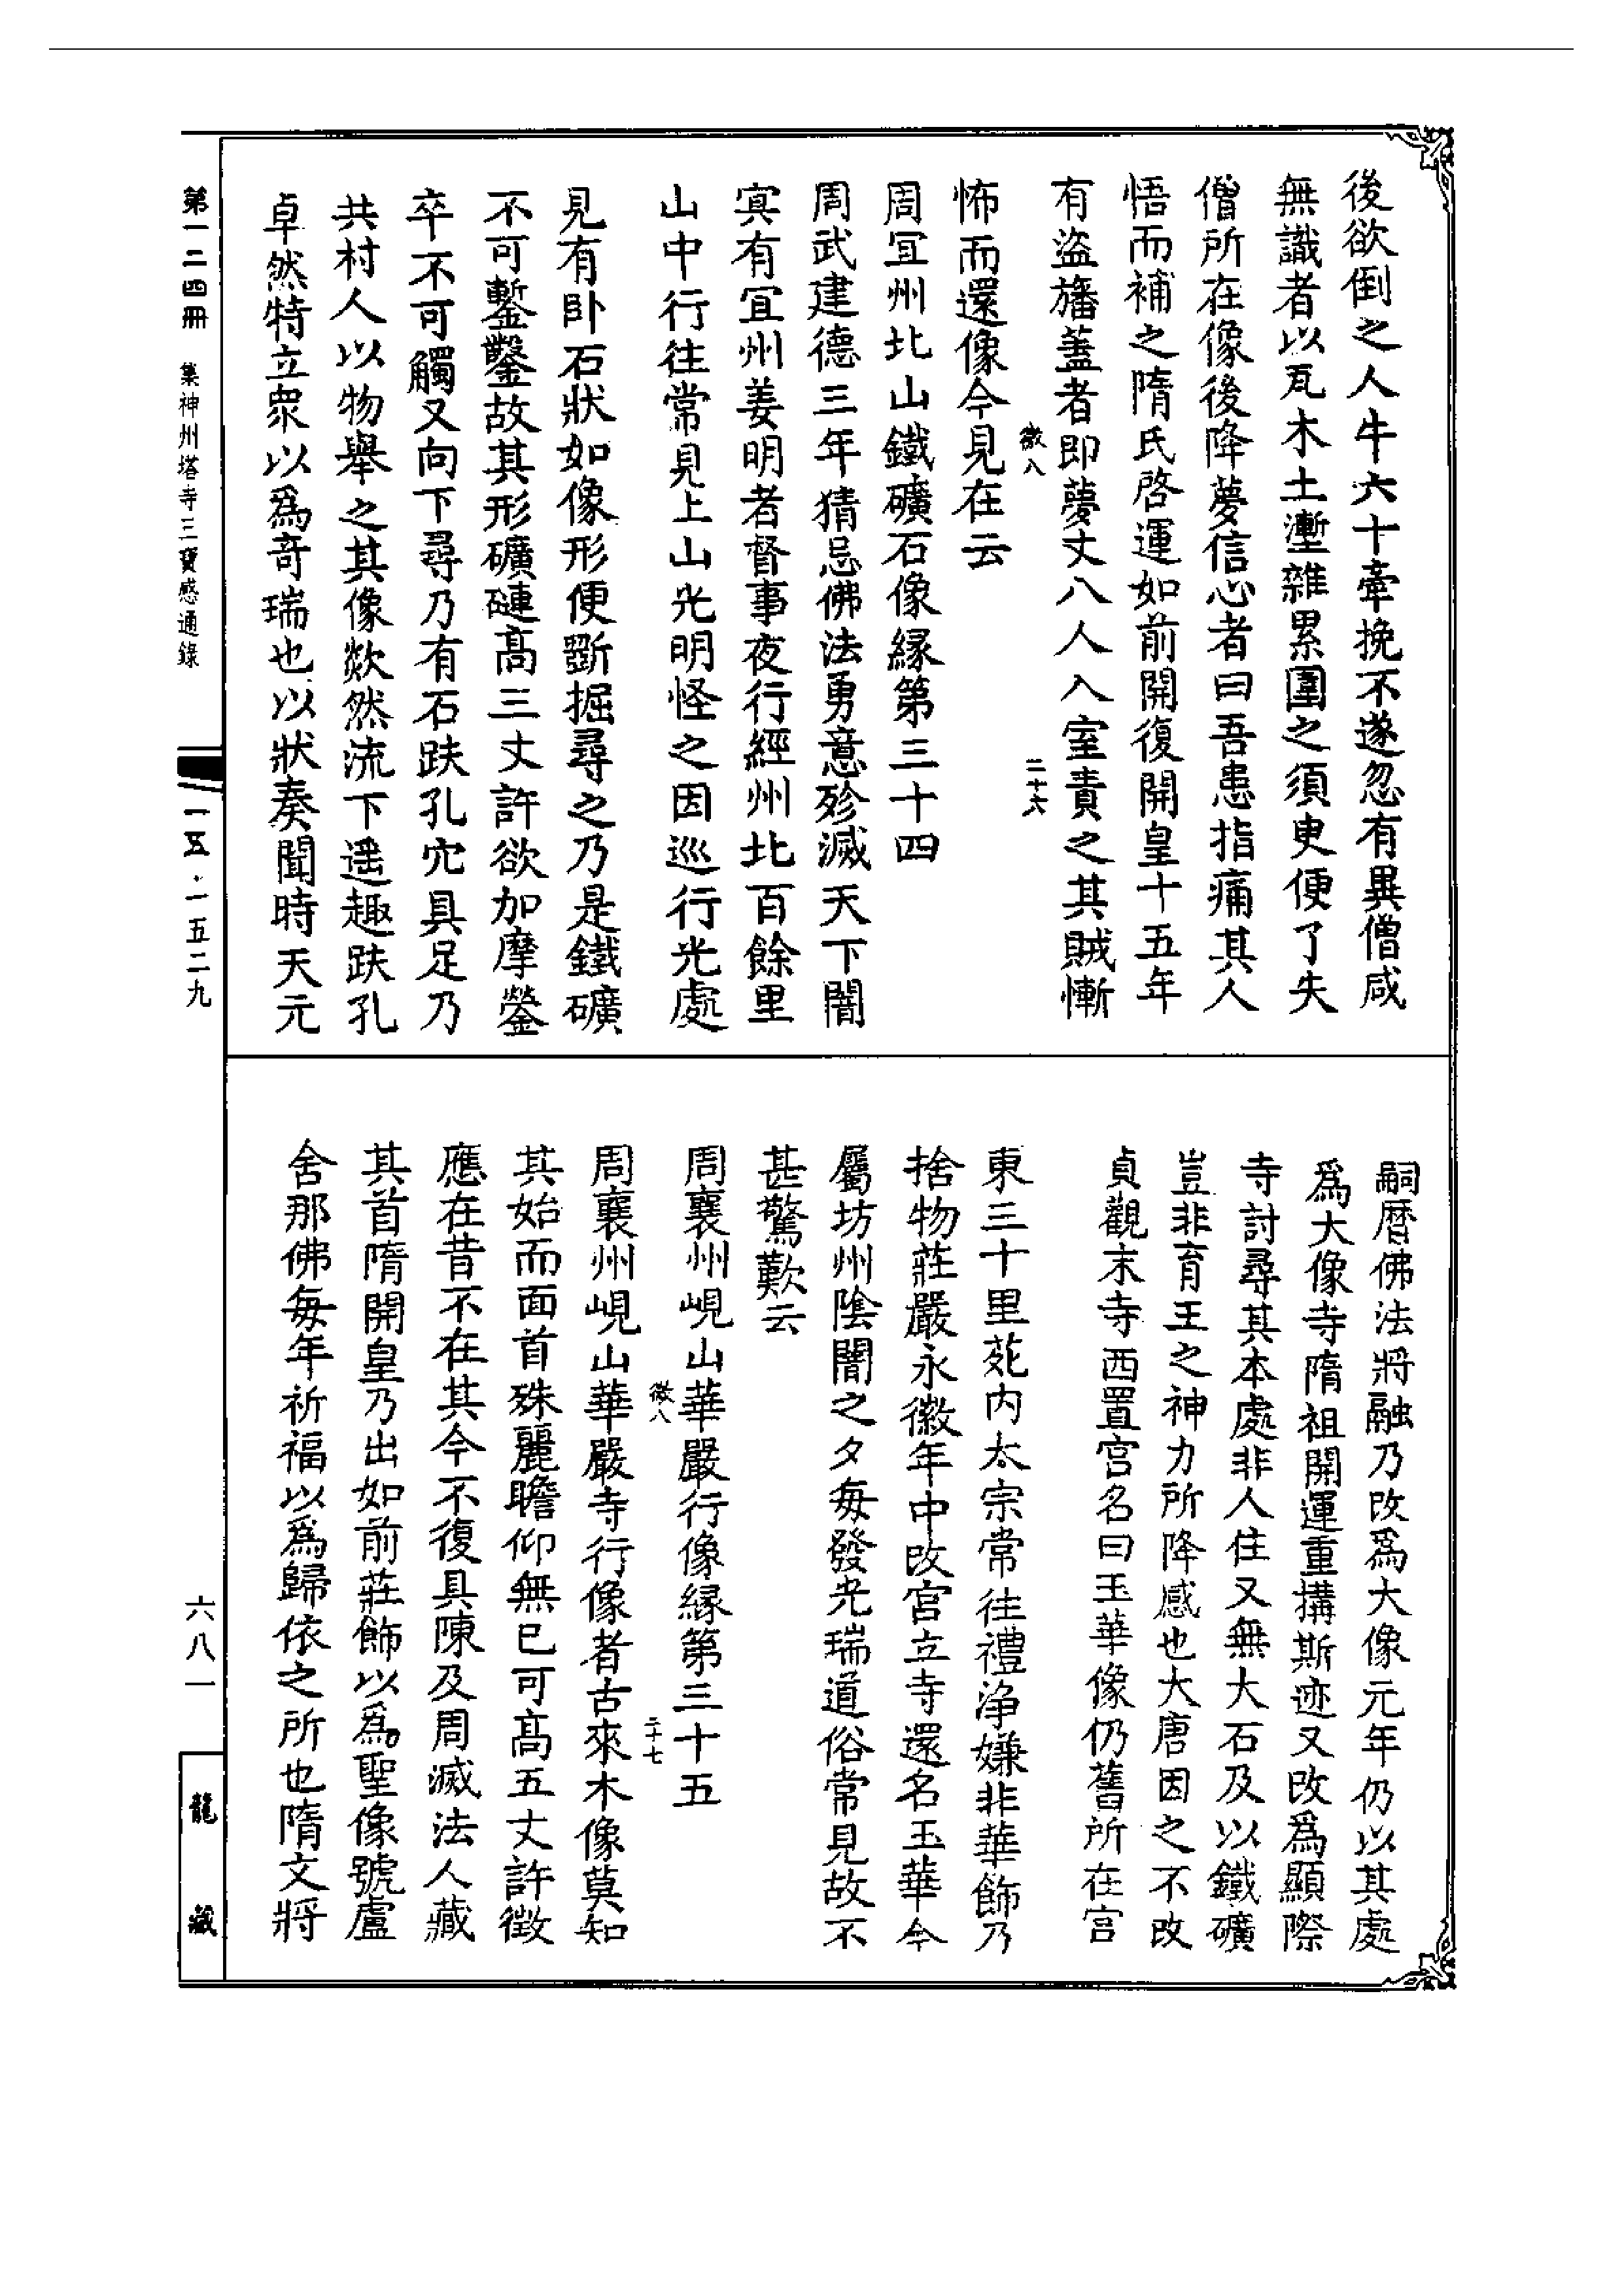 後欲倒之人牛六十牽挽不遂忽有異僧咸
無識者以瓦木土壍雜累圍之須臾便了失
僧所在像後降夢信心者曰吾患指痛其人
悟而補之隋氏啓運如前開復開皇十五年
有盜旛蓋者即夢丈八人入室責之其賊慚
微八 二十六
怖而還像今見在云
周宜州北山鐵礦石像緣第三十四
周武建德三年猜忌佛法勇意殄滅天下闇
寘有宜州姜明者督事夜行經州北百餘里
山中行往常見上山光明怪之因巡行光處
見有卧石狀如像形便斵掘尋之乃是鐵礦
不可鏨鑿故其形礦磓高三丈許欲加摩鎣
卒不可觸又向下尋乃有石趺孔穴具足乃
共村人以物舉之其像欻然流下遥趣趺孔
卓然特立衆以爲奇瑞也以狀奏聞時天元
嗣曆佛法將融乃改爲大像元年仍以其處
爲大像寺隋祖開運重搆斯迹又改爲顯際
寺討尋其本處非人住又無大石及以鐵礦
豈非育王之神力所降感也大唐因之不改
貞觀末寺西置宫名曰玉華像仍舊所在宫
東三十里苑内太宗常往禮淨嫌非華飾乃
捨物莊嚴永徽年中改宫立寺還名玉華今
屬坊州陰闇之夕每發光瑞道俗常見故不
甚驚歎云
周襄州峴山華嚴行像緣第三十五
微八 二十七
周襄州峴山華嚴寺行像者古來木像莫知
其始而面首殊麗瞻仰無已可高五丈許徵
應在昔不在其今不復具陳及周滅法人藏
其首隋開皇乃出如前莊飾以爲聖像號盧
舍那佛每年祈福以爲歸依之所也隋文將
第一二四冊 集神州塔寺三寶感通錄
一五·一五二九
六八一
龍藏